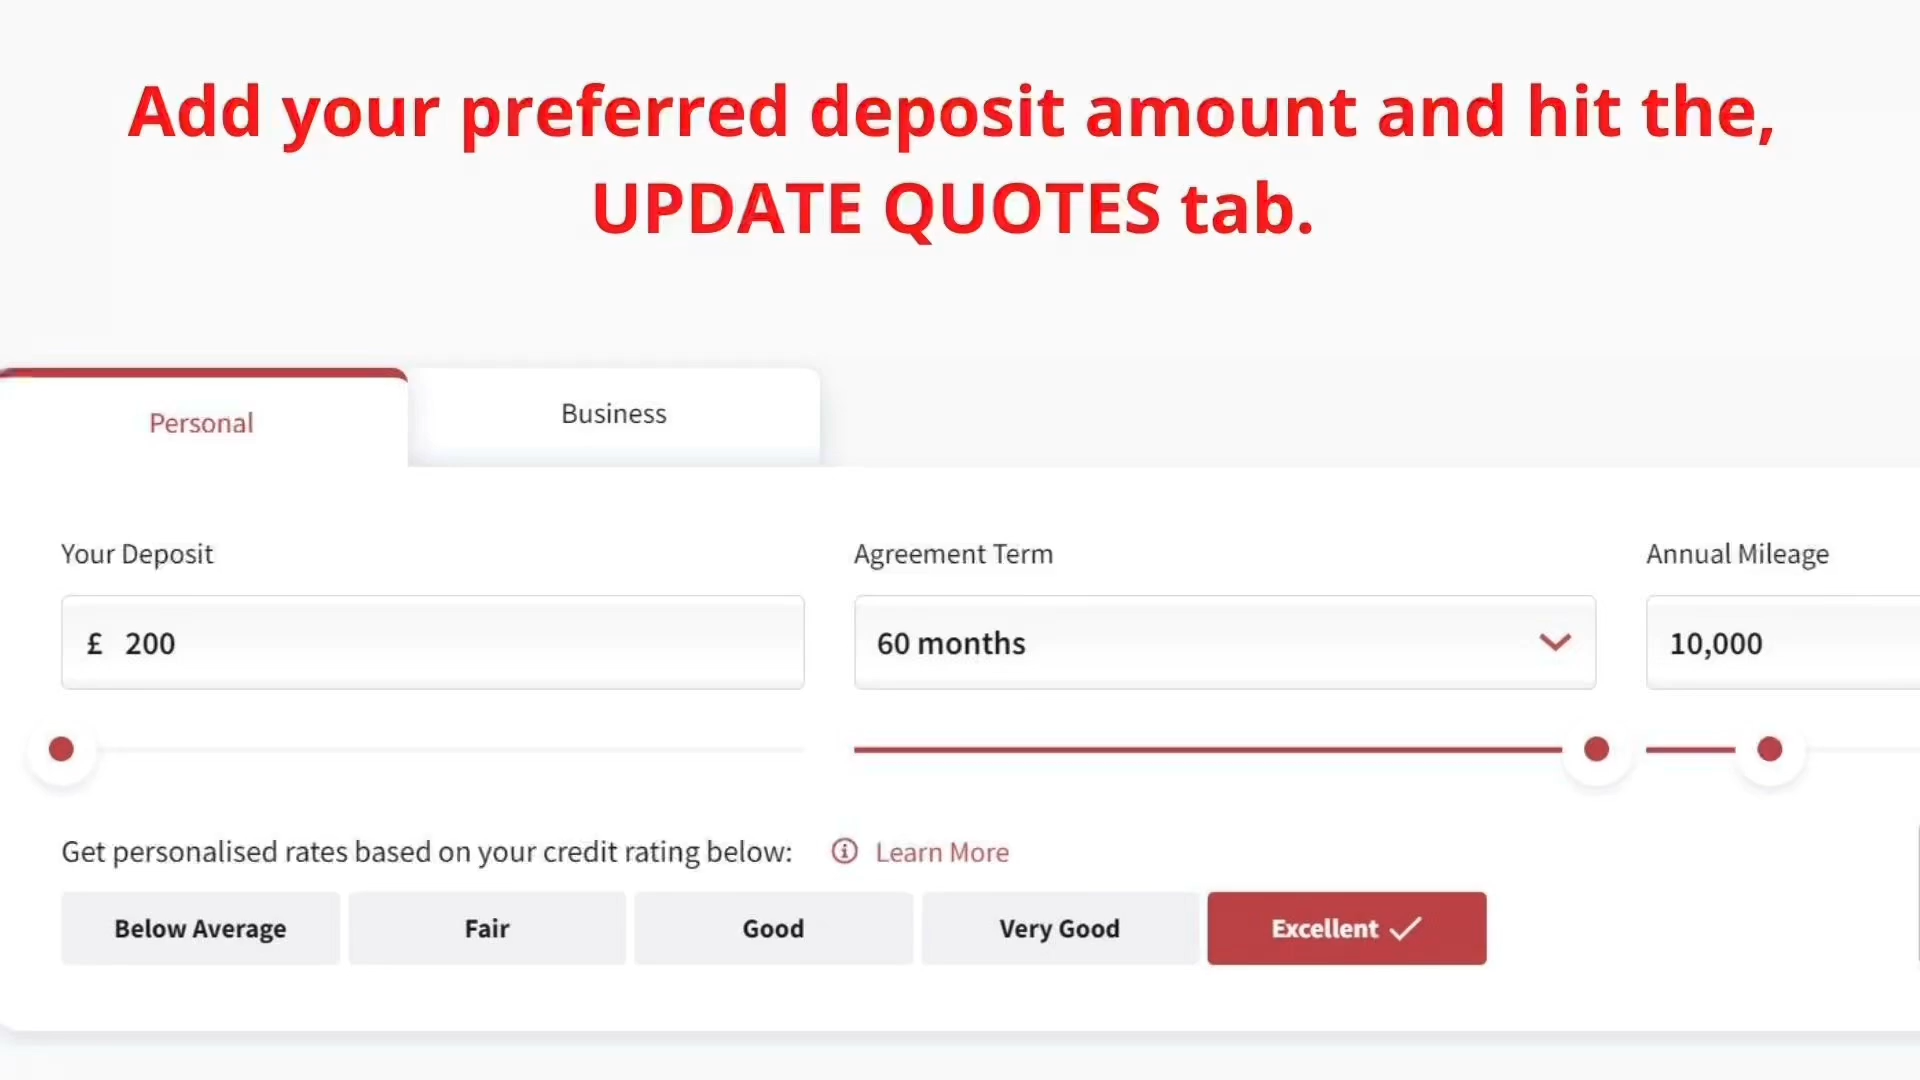 Add your preferred deposit amount and hit the,
UPDATE QUOTES tab.
Personal
Business
Your Deposit
Agreement Term
Annual Mileage
£ 200
60 months
10,000
Get personalised rates based on your credit rating below:
Learn More
Below Average
Fair
Good
Very Good
Excellent